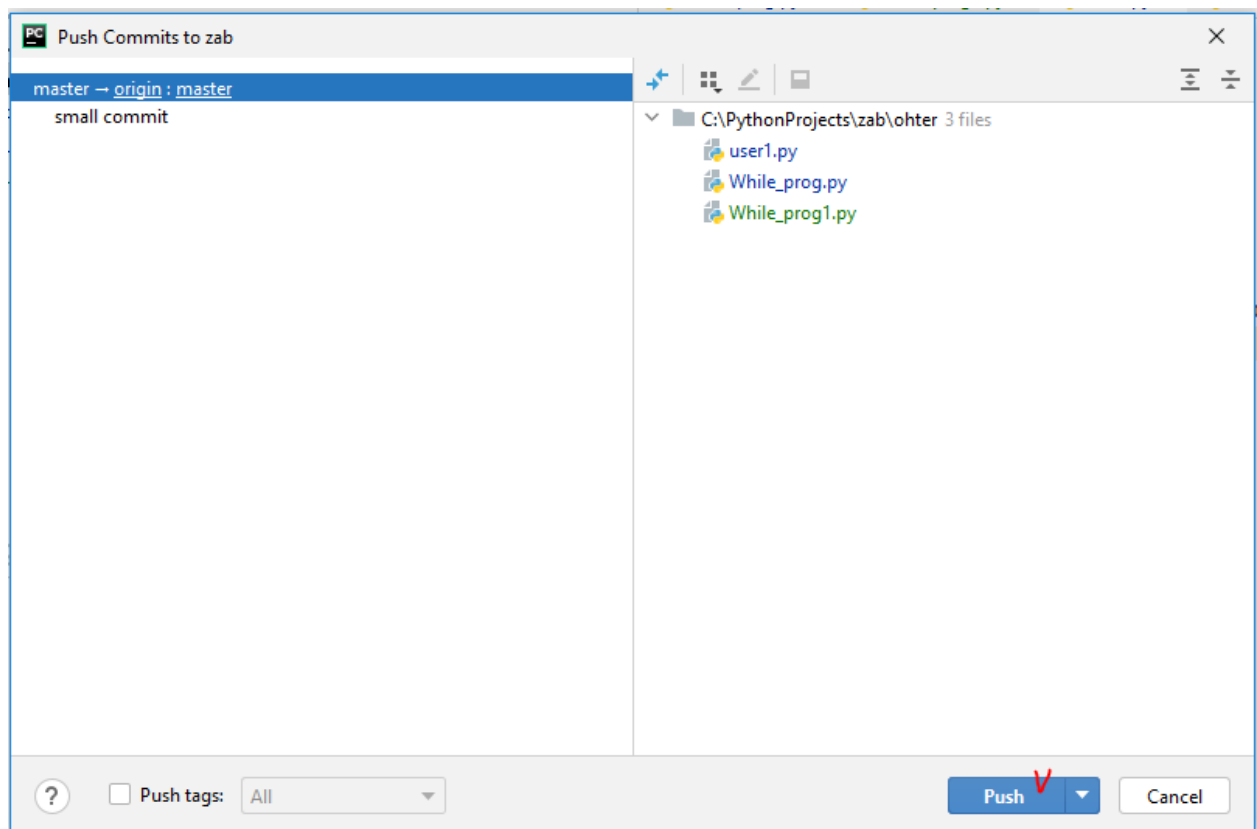 PC
Push Commits to zab
master → origin : master
small commit
C:\PythonProjects\zab\ohter 3 files
user1.py
While_prog.py
While_prog1.py
?
Push tags:
All
Push
V
Cancel